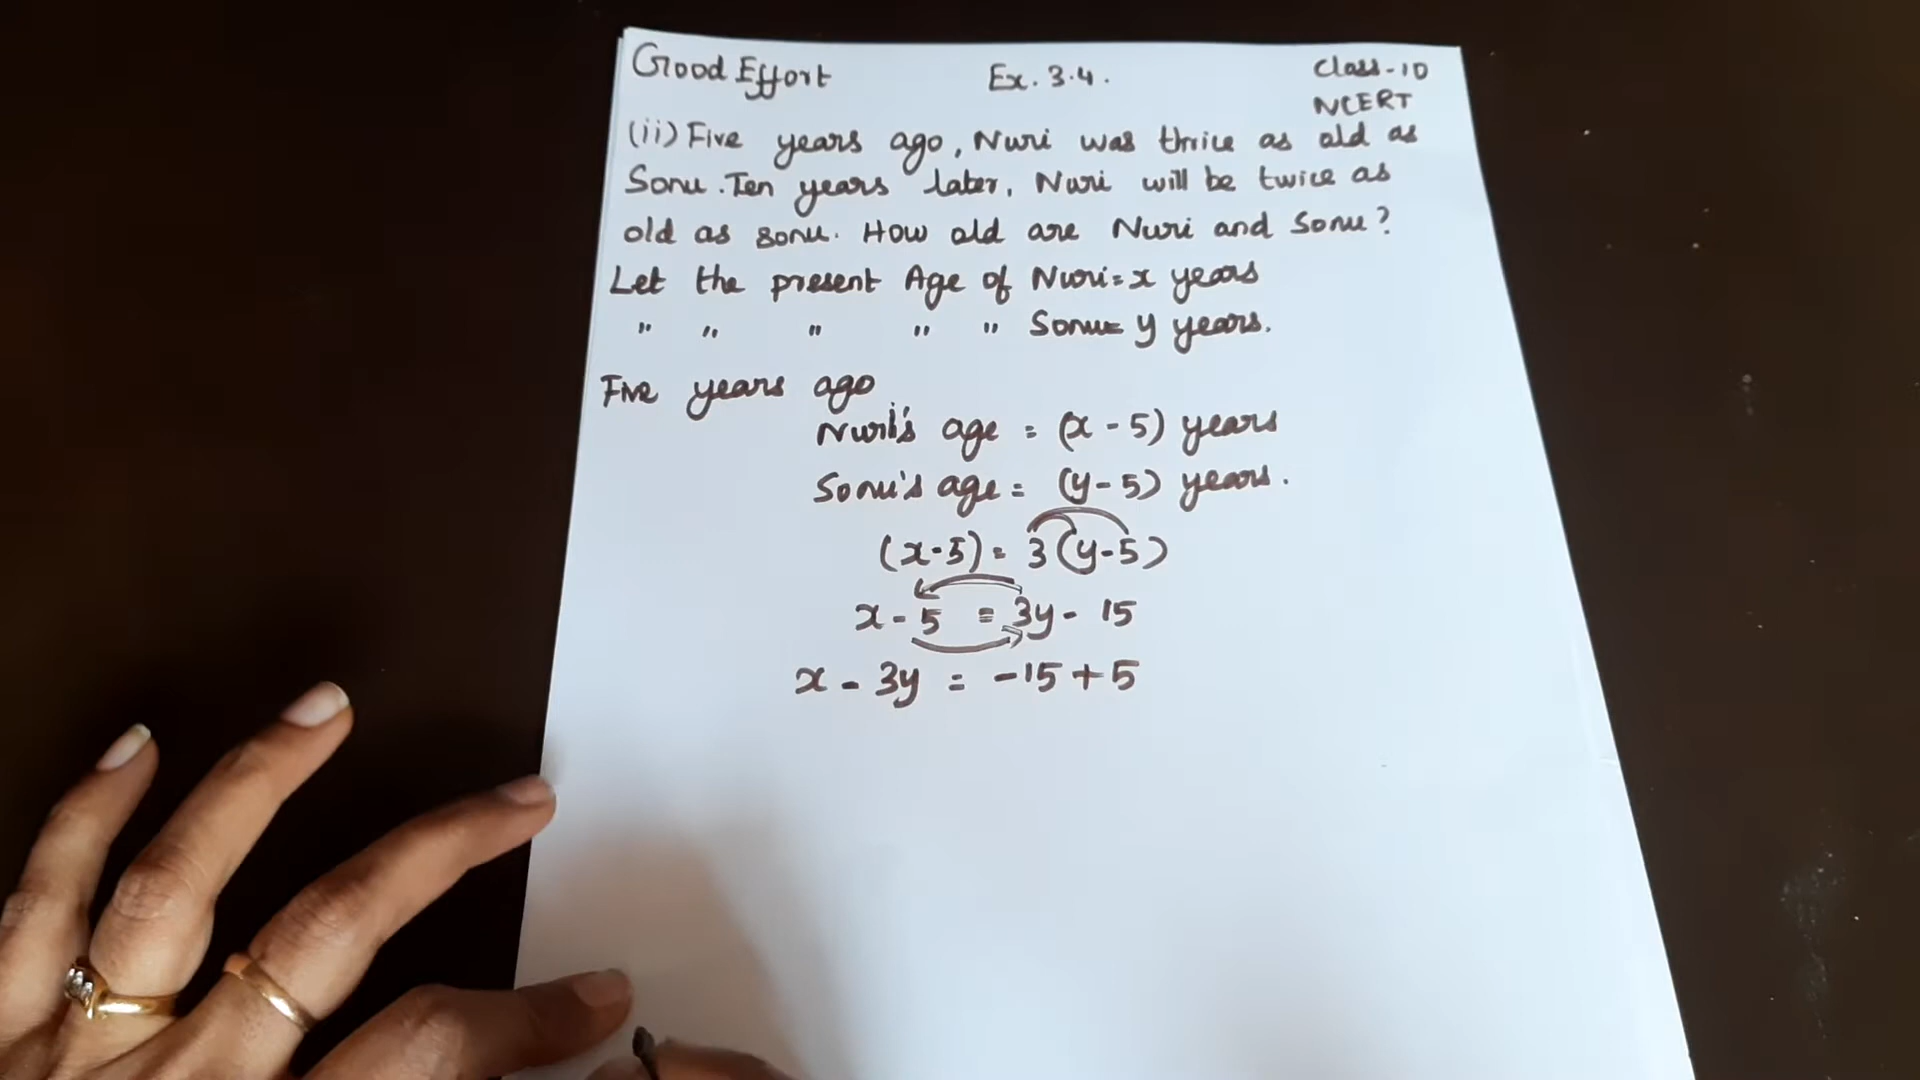 Good Effort Ex. 3.4. Class-10
NCERT
(ii) Five years ago, Nuri was thrice as old as
Sonu. Ten years later, Nuri will be twice as
old as sonu. How old are Nuri and Sonu?
Let the present Age of Nuri = x years
" " " " " Sonu = y years.
Five years ago
Nuri's age = (x - 5) years
Sonu's age = (y - 5) years.
(x-5) = 3(y-5)
x - 5 = 3y - 15
x - 3y = -15 + 5